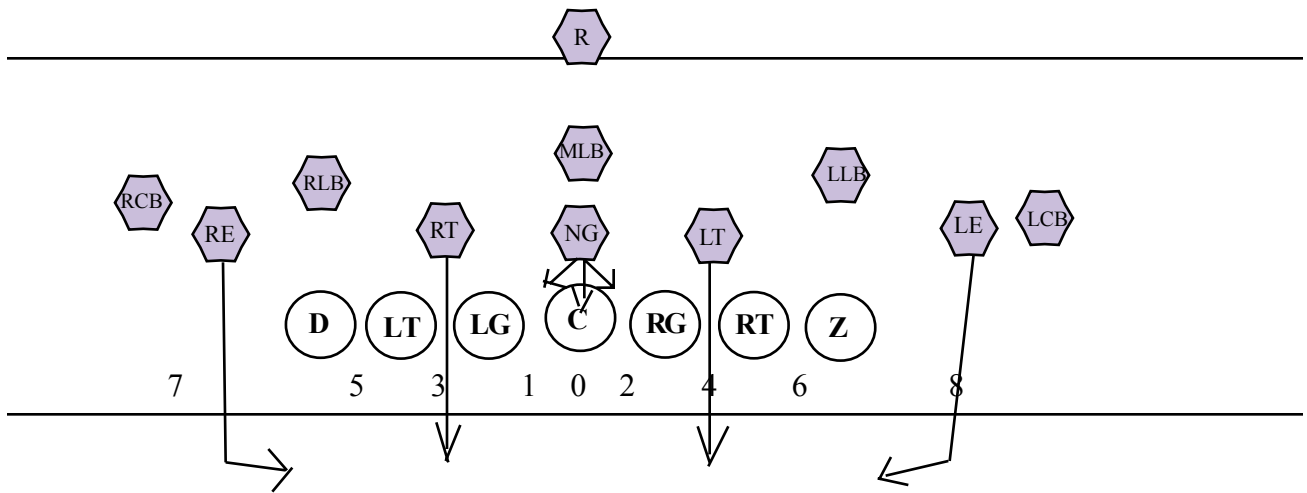 R
MLB
RLB LLB
RCB RE RT NG LT LE LCB
D LT LG C RG RT Z
7 5 3 1 0 2 4 6 8